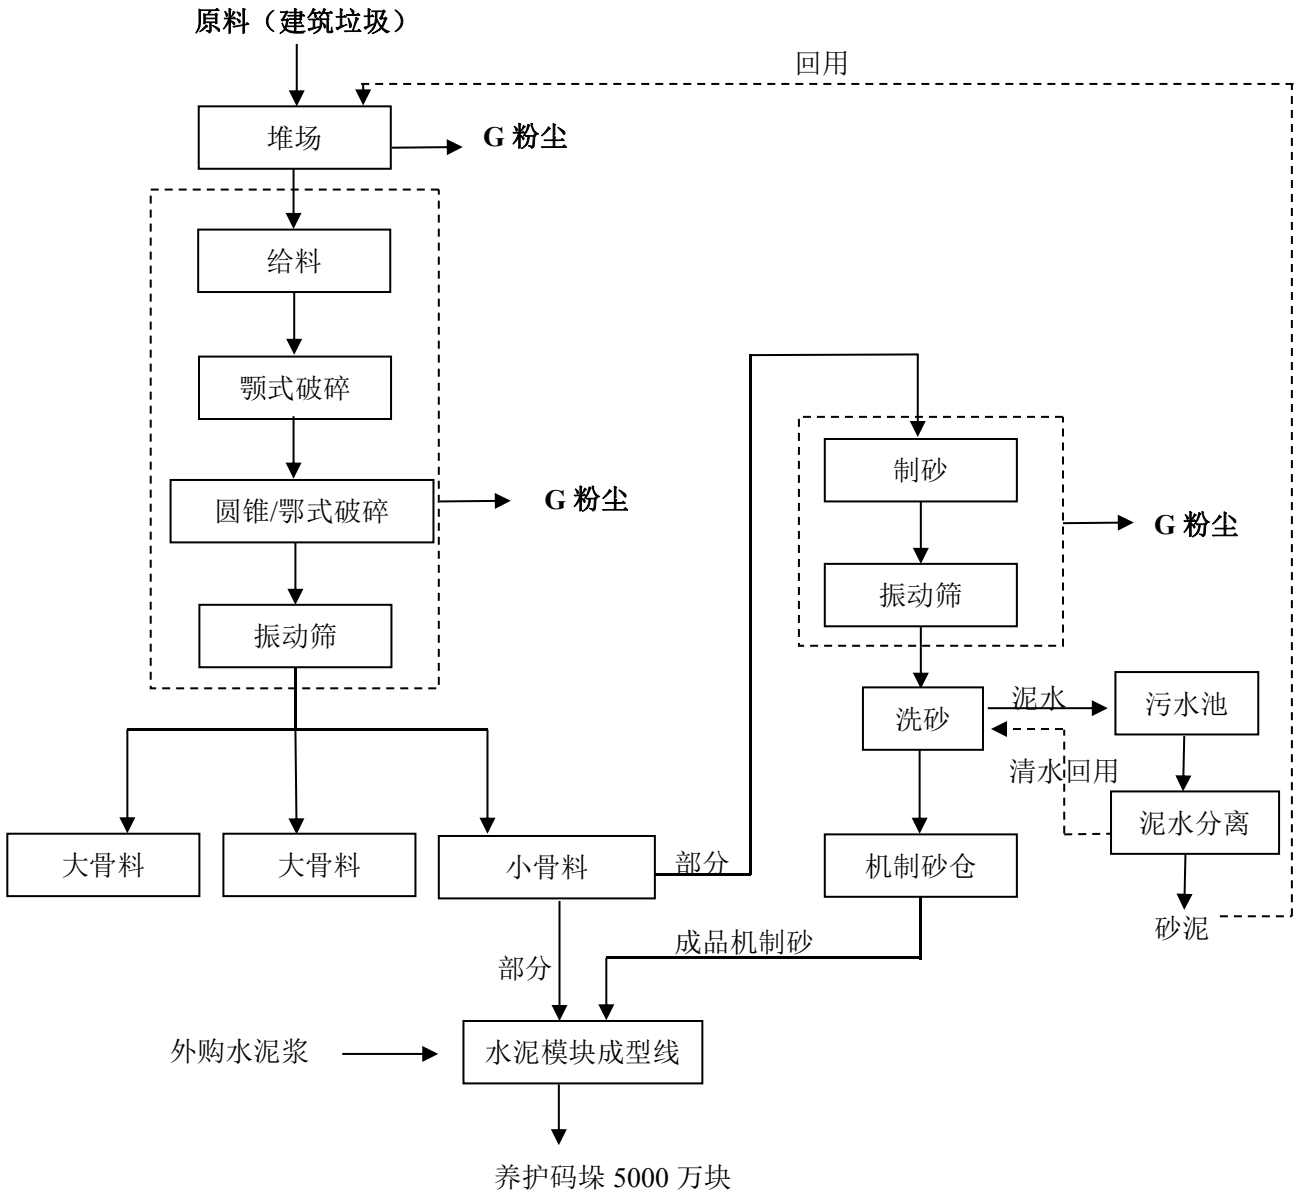 原料（建筑垃圾）
回用
堆场
G 粉尘
给料
颚式破碎
圆锥/鄂式破碎
G 粉尘
振动筛
制砂
G 粉尘
振动筛
洗砂
泥水
污水池
清水回用
泥水分离
大骨料
大骨料
小骨料
部分
机制砂仓
砂泥
部分
成品机制砂
外购水泥浆
水泥模块成型线
养护码垛 5000 万块